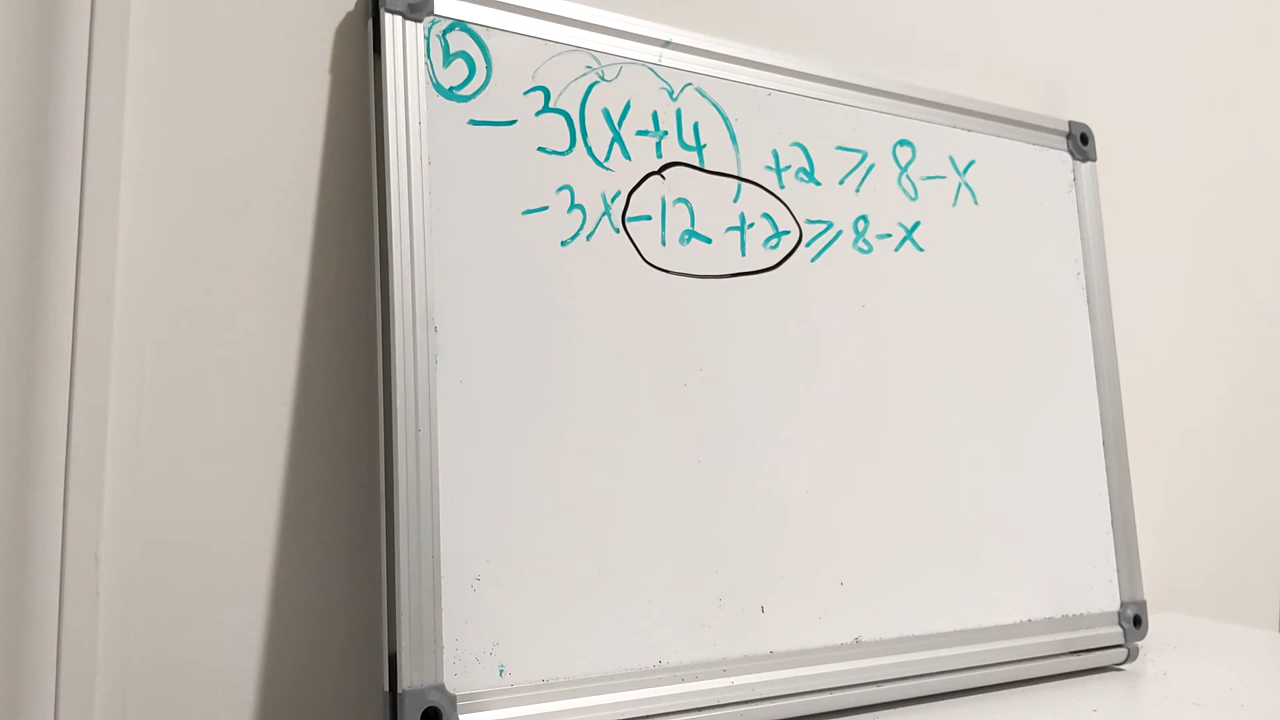 5
-3(x+4) +2 ⩾ 8-x
-3x-12+2 ⩾ 8-x